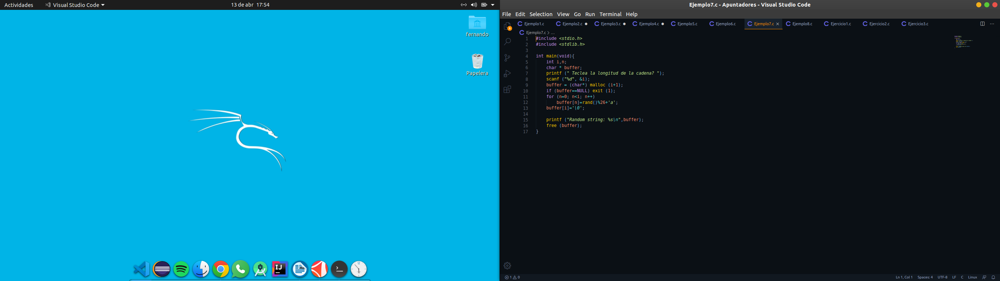 Actividades
Visual Studio Code
13 de abr 17:54
fernando
Papelera
IJ
>_
12
Ejemplo7.c - Apuntadores - Visual Studio Code
File Edit Selection View Go Run Terminal Help
3
C Ejemplo1.c C Ejemplo2.c C Ejemplo3.c C Ejemplo4.c C Ejemplo5.c C Ejemplo6.c C Ejemplo7.c C Ejemplo8.c C Ejercicio1.c C Ejercicio2.c C Ejercicio3.c
C Ejemplo7.c > ...
1 #include <stdio.h>
2 #include <stdlib.h>
3
4 int main(void){
5 int i,n;
6 char * buffer;
7 printf (" Teclea la longitud de la cadena? ");
8 scanf ("%d", &i);
9 buffer = (char*) malloc (i+1);
10 if (buffer==NULL) exit (1);
11 for (n=0; n<i; n++)
12 buffer[n]=rand()%26+'a';
13 buffer[i]='\0';
14
15 printf ("Random string: %s\n",buffer);
16 free (buffer);
17 }
1 0
Ln 1, Col 1 Spaces: 4 UTF-8 LF C Linux